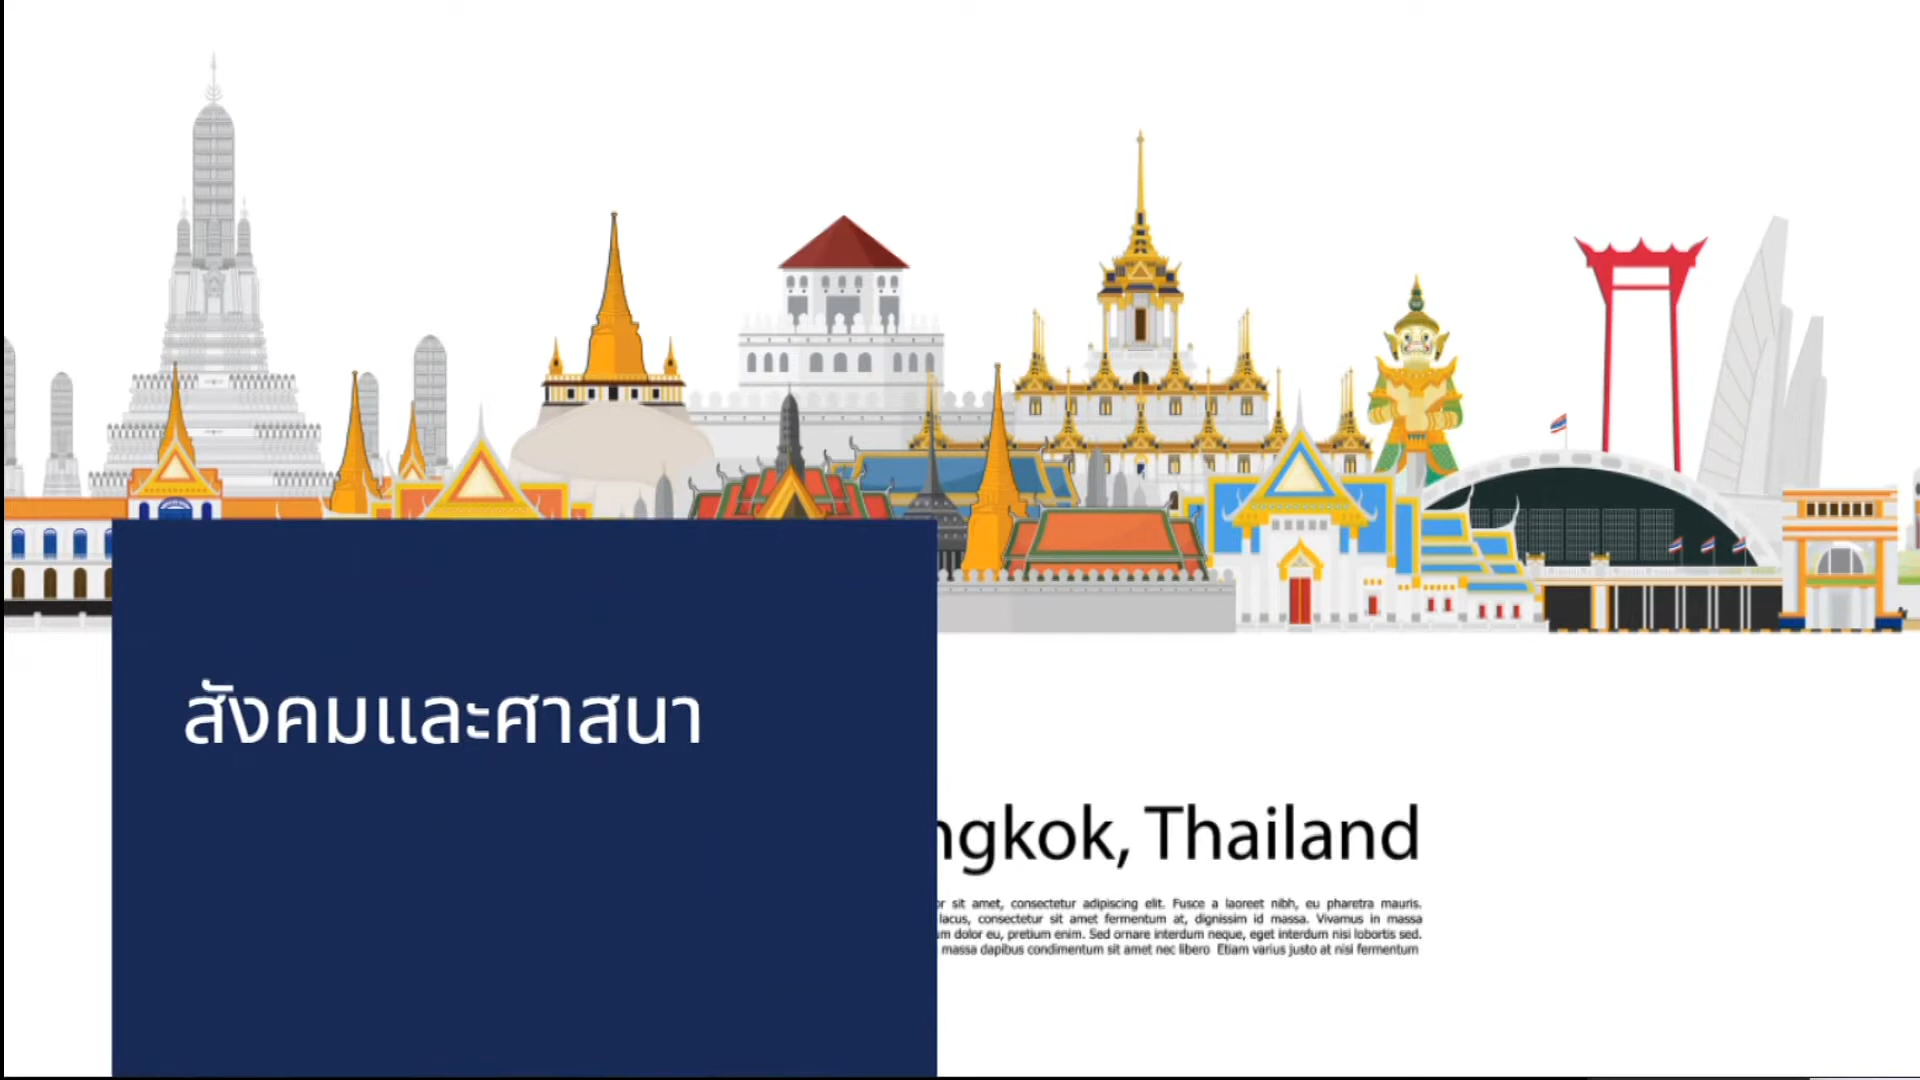 สังคมและศาสนา
ngkok, Thailand
sit amet, consectetur adipiscing elit. Fusce a laoreet nibh, eu pharetra mauris.
lacus, consectetur sit amet fermentum at, dignissim id massa. Vivamus in massa
dolor eu, pretium enim. Sed ornare interdum neque, eget interdum nisi lobortis sed.
massa dapibus condimentum sit amet nec libero Etiam varius justo at nisi fermentum